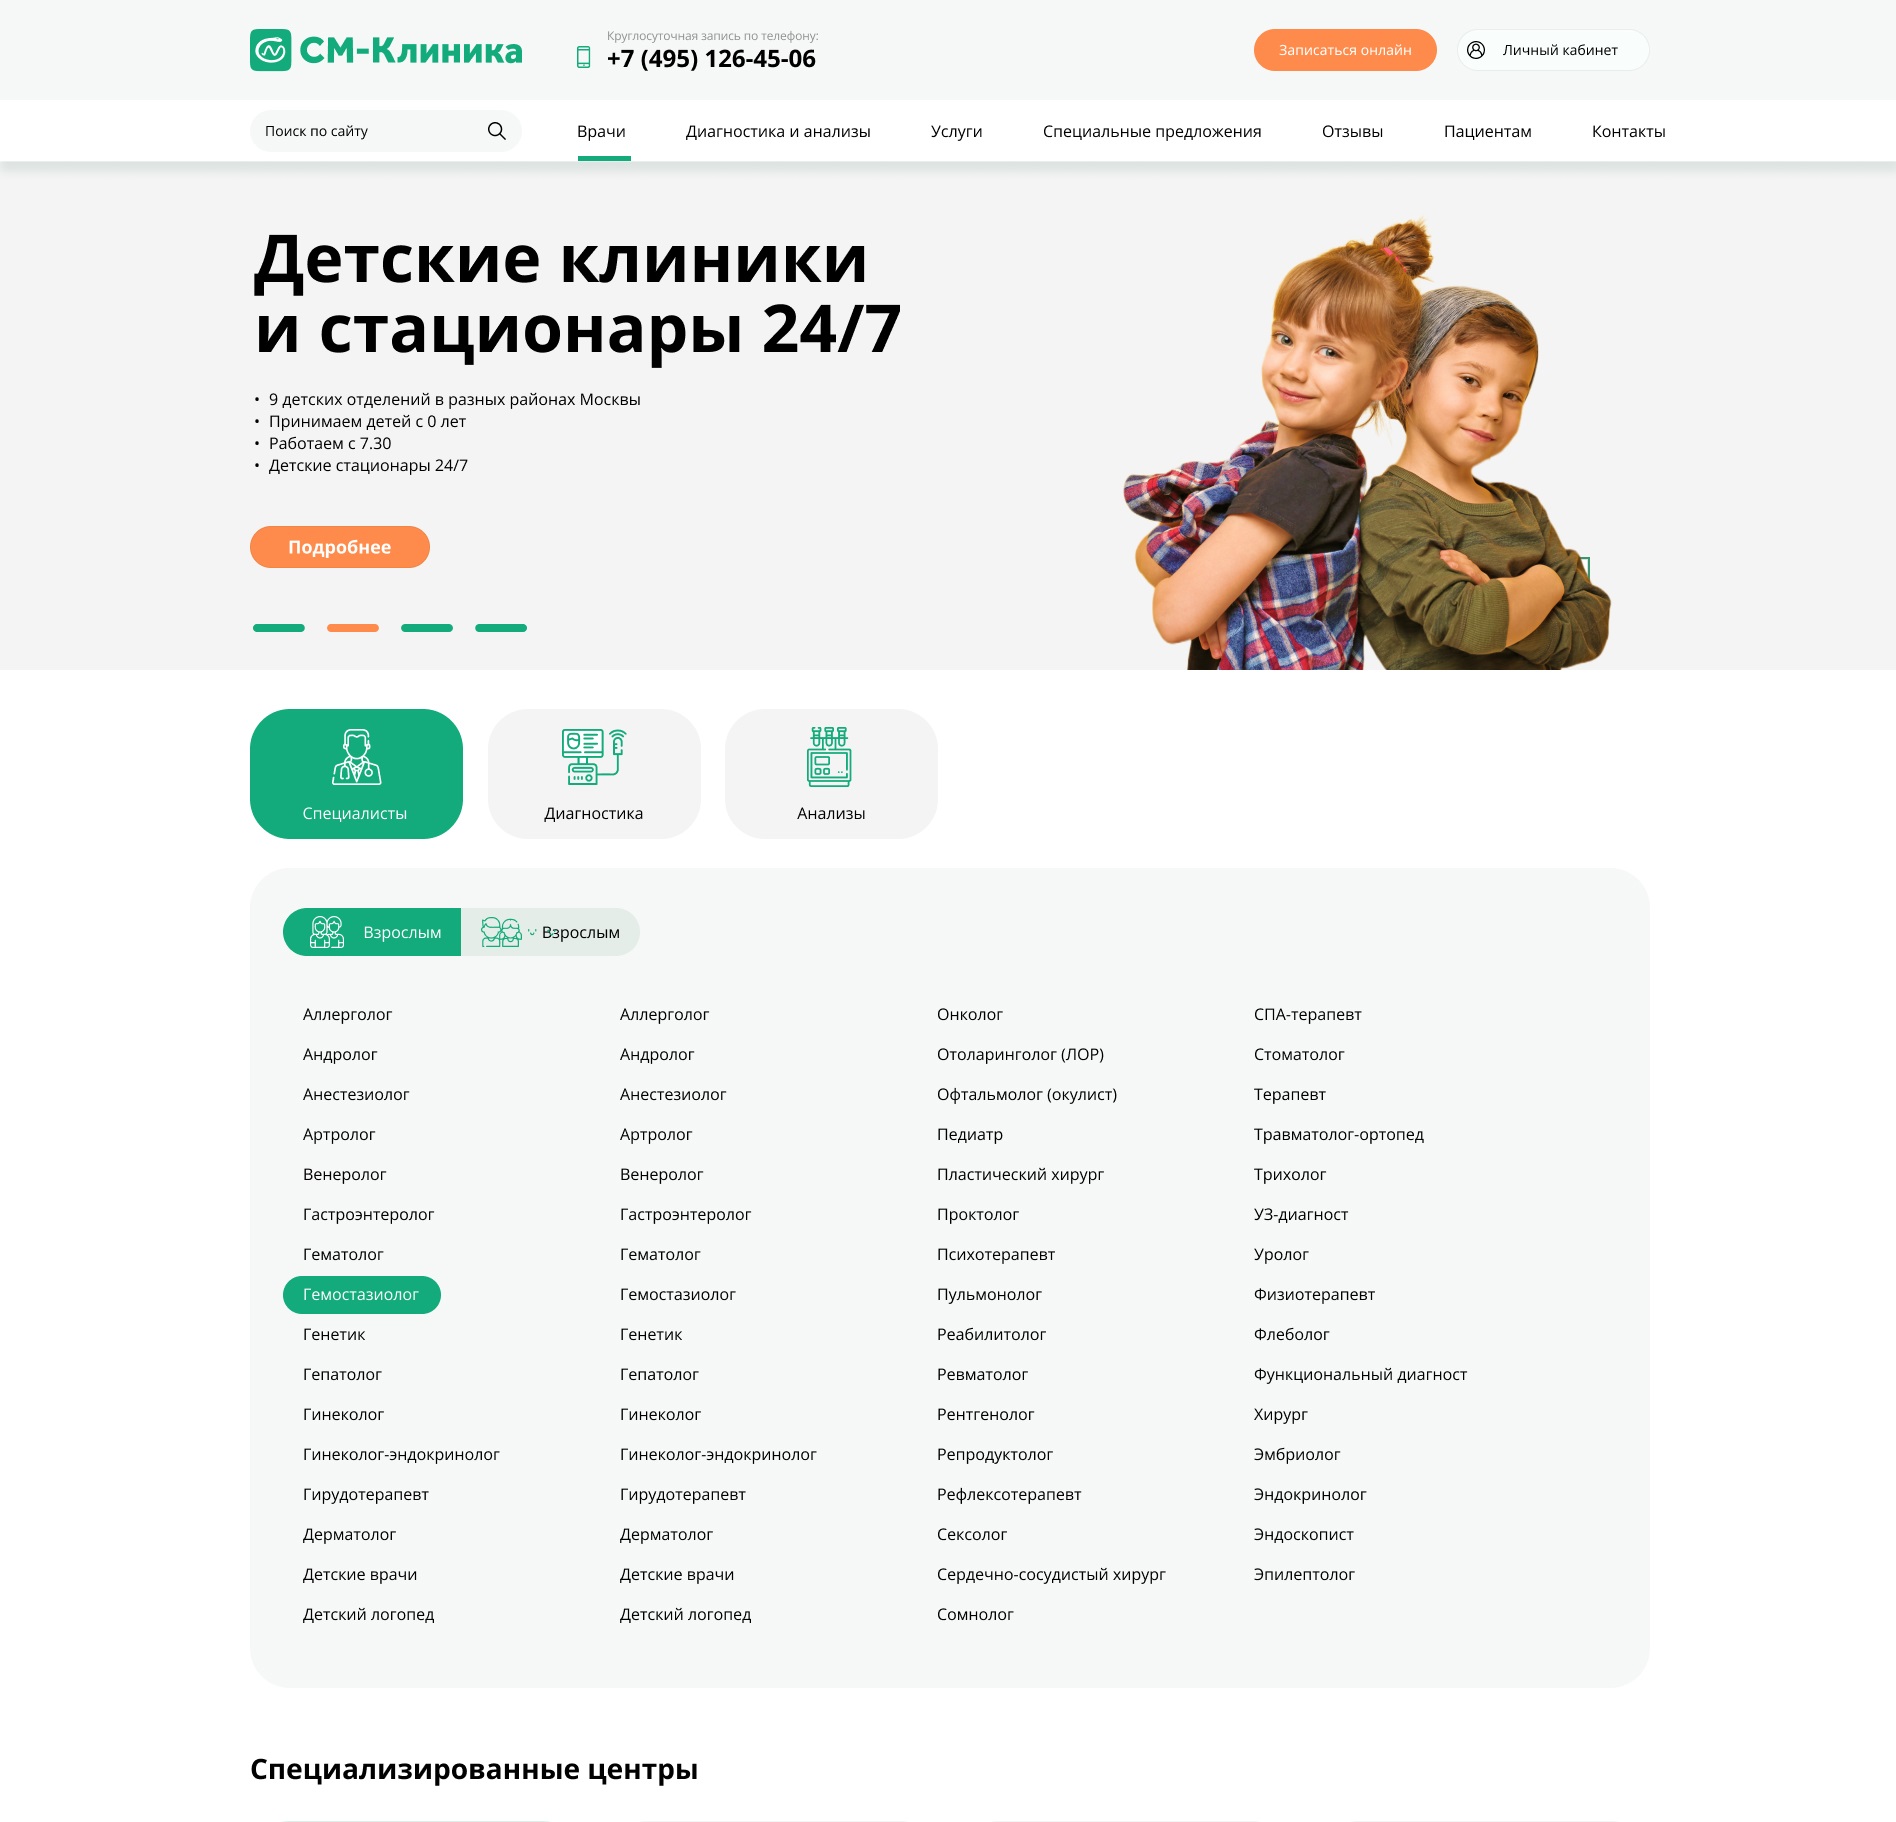 СМ-Клиника
Круглосуточная запись по телефону:
+7 (495) 126-45-06
Записаться онлайн
Личный кабинет
Поиск по сайту
Врачи
Диагностика и анализы
Услуги
Специальные предложения
Отзывы
Пациентам
Контакты
Детские клиники
и стационары 24/7
• 9 детских отделений в разных районах Москвы
• Принимаем детей с 0 лет
• Работаем с 7.30
• Детские стационары 24/7
Подробнее
Специалисты
Диагностика
Анализы
Взрослым
Взрослым
Аллерголог
Андролог
Анестезиолог
Артролог
Венеролог
Гастроэнтеролог
Гематолог
Гемостазиолог
Генетик
Гепатолог
Гинеколог
Гинеколог-эндокринолог
Гирудотерапевт
Дерматолог
Детские врачи
Детский логопед
Аллерголог
Андролог
Анестезиолог
Артролог
Венеролог
Гастроэнтеролог
Гематолог
Гемостазиолог
Генетик
Гепатолог
Гинеколог
Гинеколог-эндокринолог
Гирудотерапевт
Дерматолог
Детские врачи
Детский логопед
Онколог
Отоларинголог (ЛОР)
Офтальмолог (окулист)
Педиатр
Пластический хирург
Проктолог
Психотерапевт
Пульмонолог
Реабилитолог
Ревматолог
Рентгенолог
Репродуктолог
Рефлексотерапевт
Сексолог
Сердечно-сосудистый хирург
Сомнолог
СПА-терапевт
Стоматолог
Терапевт
Травматолог-ортопед
Трихолог
УЗ-диагност
Уролог
Физиотерапевт
Флеболог
Функциональный диагност
Хирург
Эмбриолог
Эндокринолог
Эндоскопист
Эпилептолог
Специализированные центры